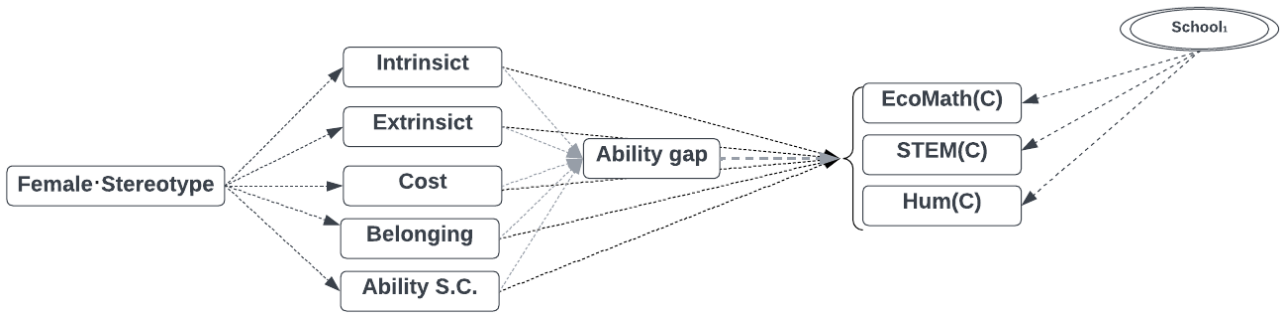 School₁
Intrinsict
EcoMath(C)
Extrinsict
Ability gap
STEM(C)
Female·Stereotype
Cost
Hum(C)
Belonging
Ability S.C.